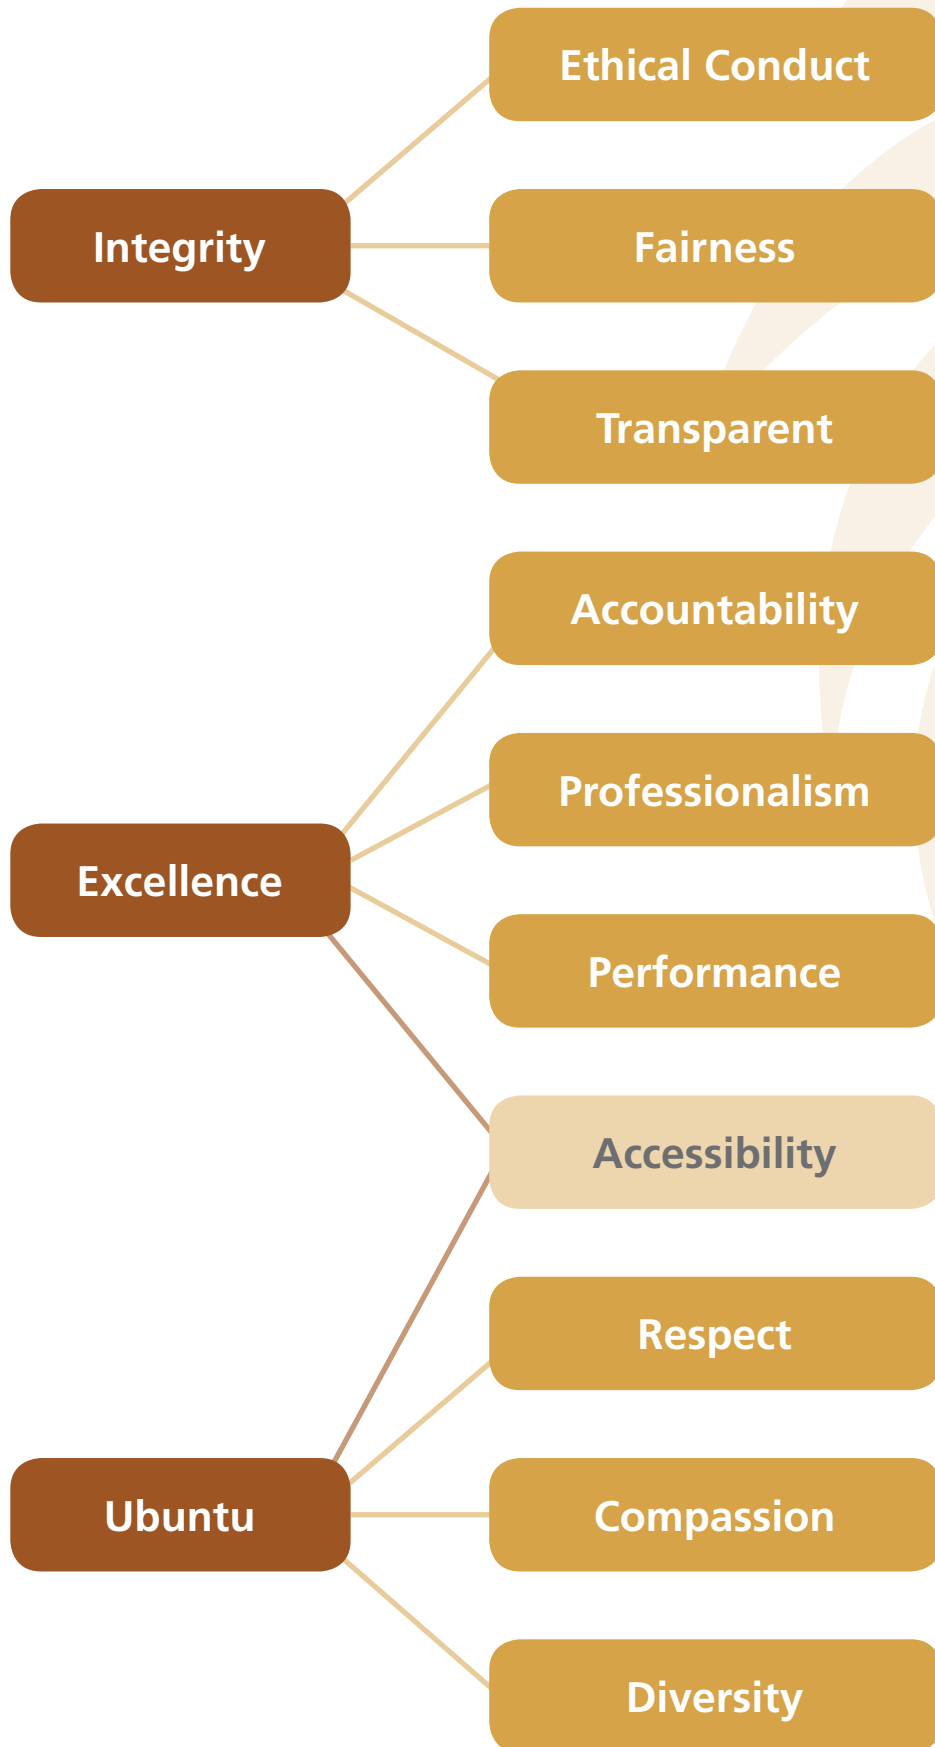 Ethical Conduct
Integrity
Fairness
Transparent
Accountability
Professionalism
Excellence
Performance
Accessibility
Respect
Ubuntu
Compassion
Diversity